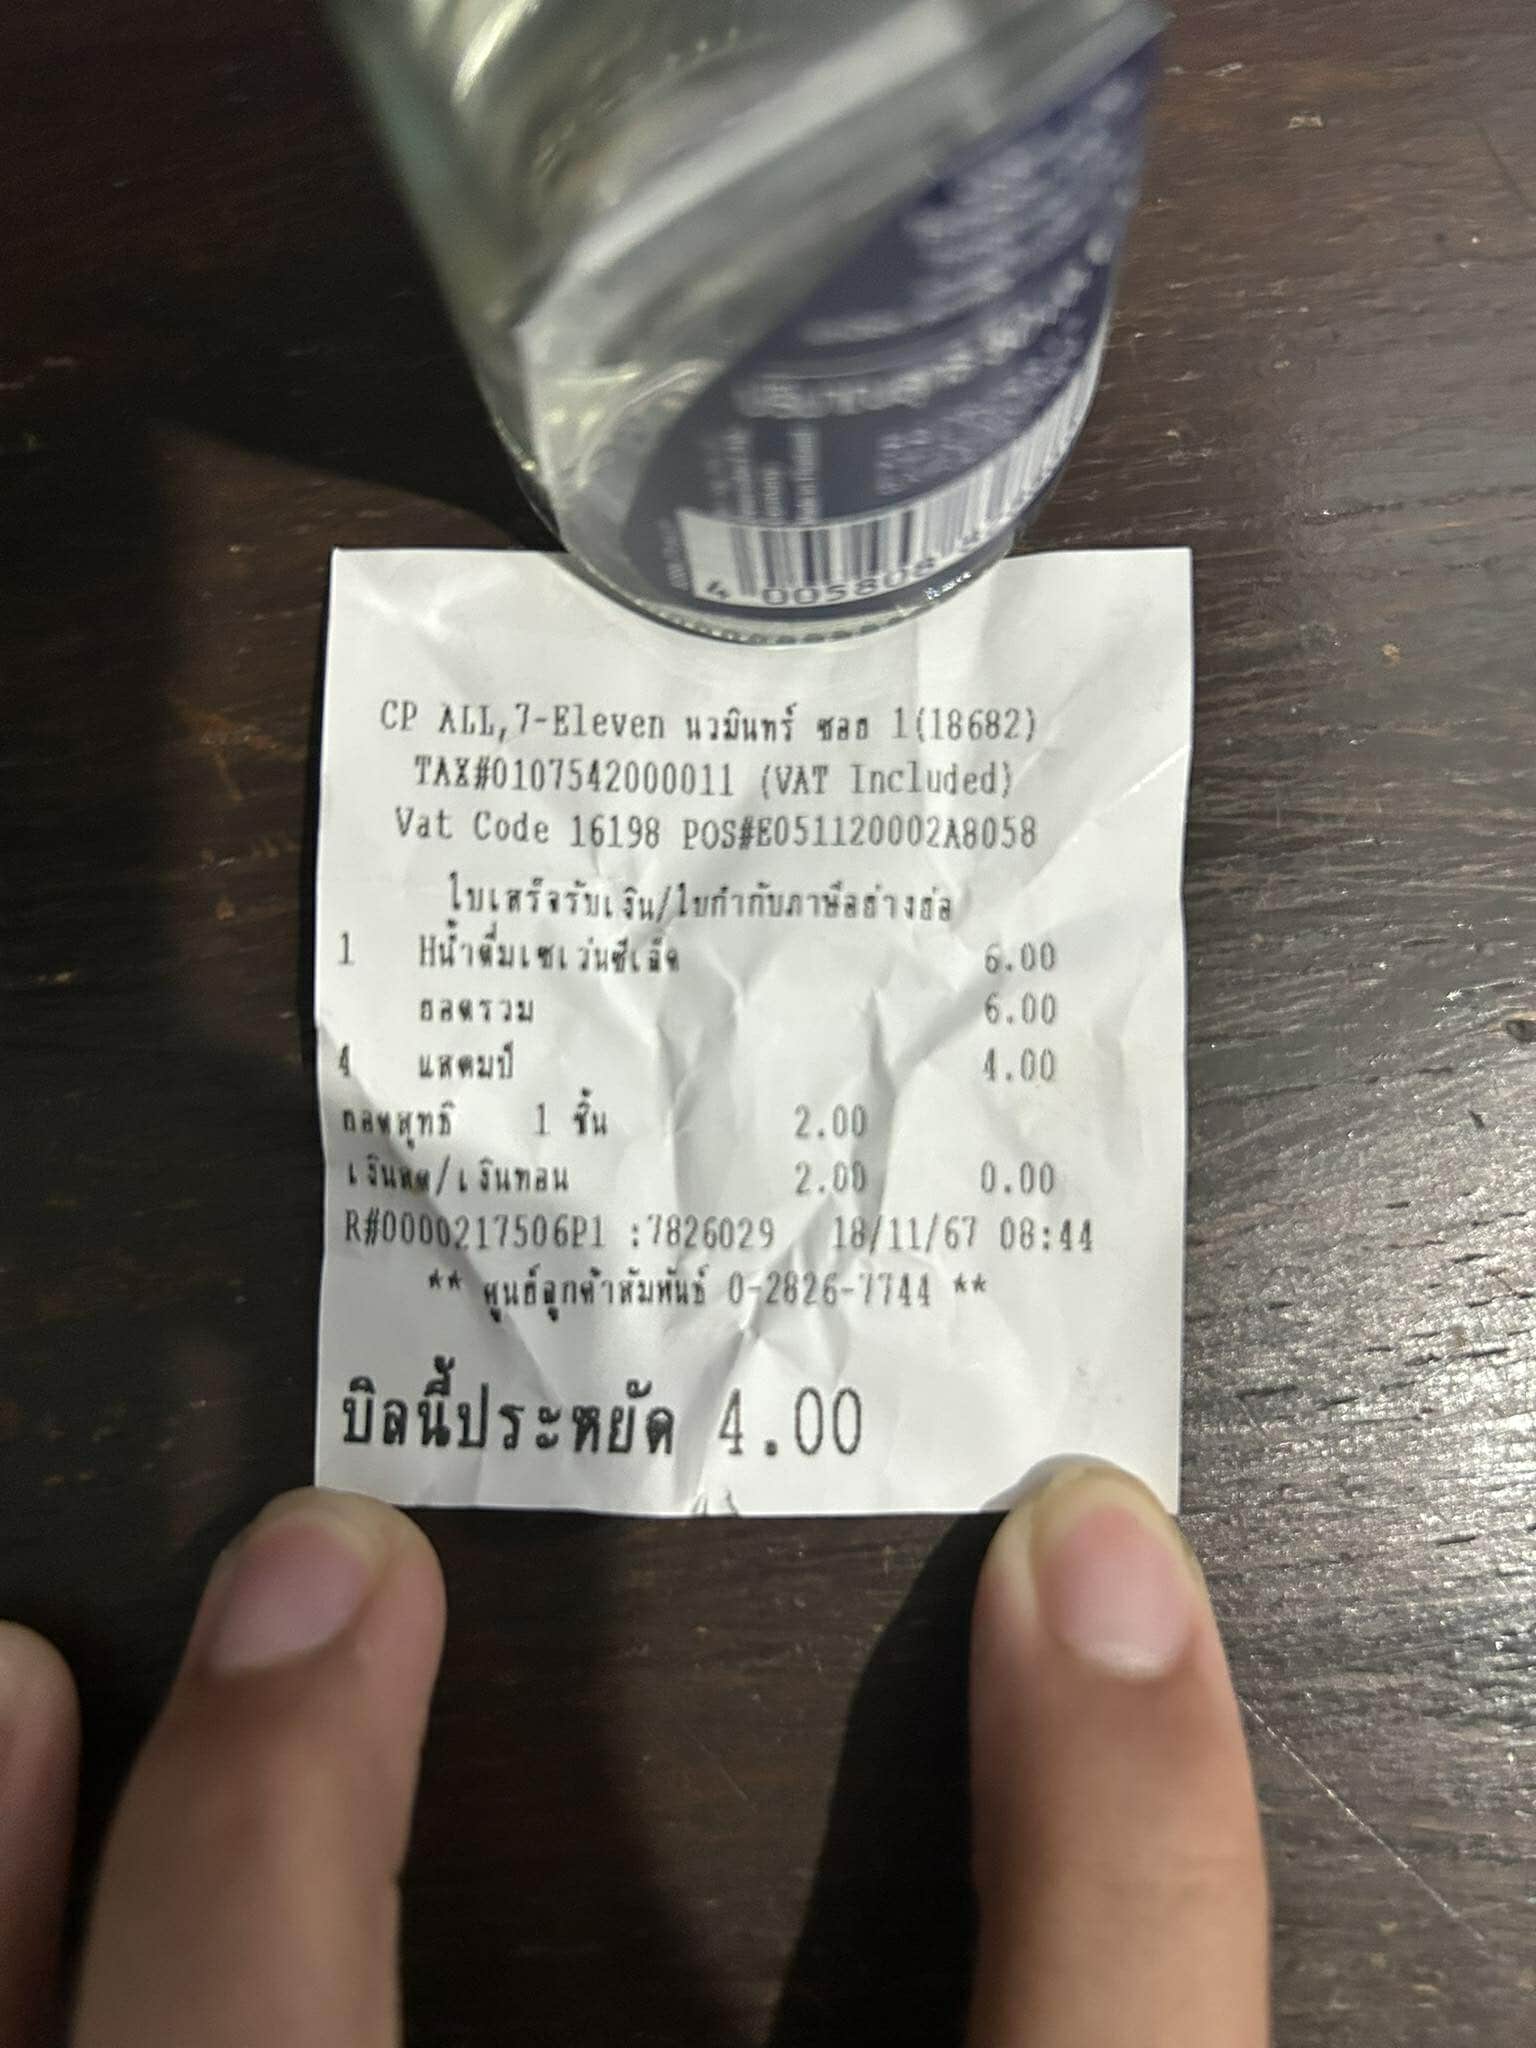 4 005808
CP ALL,7-Eleven นวมินทร์ ซอย 1(18682)
TAX#0107542000011 (VAT Included)
Vat Code 16198 POS#E051120002A8058
ใบเสร็จรับเงิน/ใบกำกับภาษีอย่างย่อ
1 Hน้ำดื่มเซเว่นซีเล็ค 6.00
ยอดรวม 6.00
4 แสตมป์ 4.00
ยอดสุทธิ 1 ชิ้น 2.00
เงินสด/เงินทอน 2.00 0.00
R#0000217506P1 :7826029 18/11/67 08:44
** ศูนย์ลูกค้าสัมพันธ์ 0-2826-7744 **
บิลนี้ประหยัด 4.00